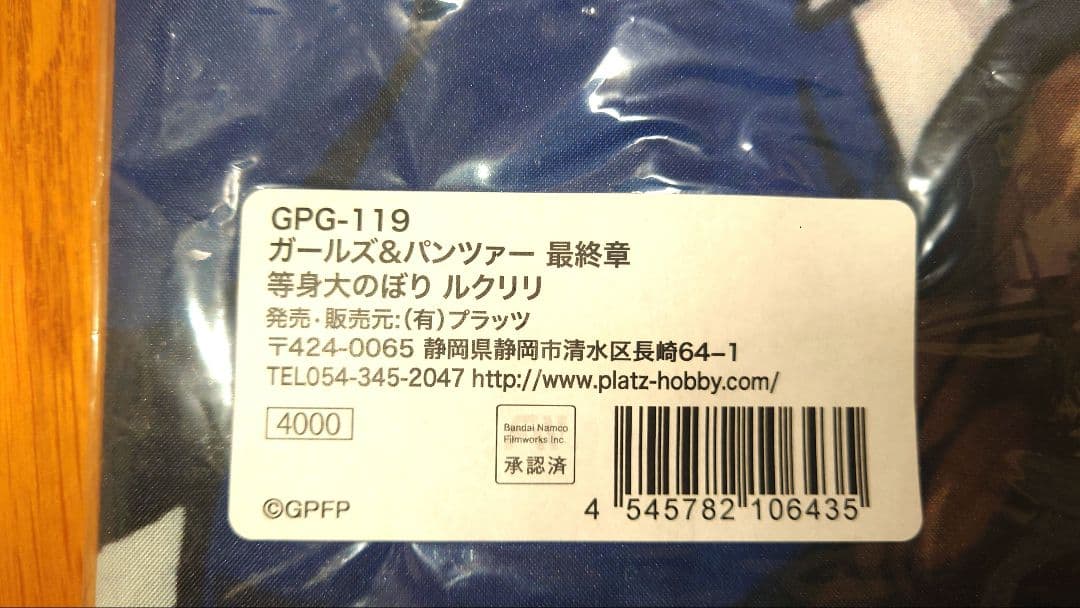 GPG-119
ガールズ&パンツァー 最終章
等身大のぼり ルクリリ
発売・販売元:(有)プラッツ
〒424-0065 静岡県静岡市清水区長崎64-1
TEL054-345-2047 http://www.platz-hobby.com/
4000
Bandai Namco
Filmworks Inc.
承認済
©GPFP
4 545782 106435